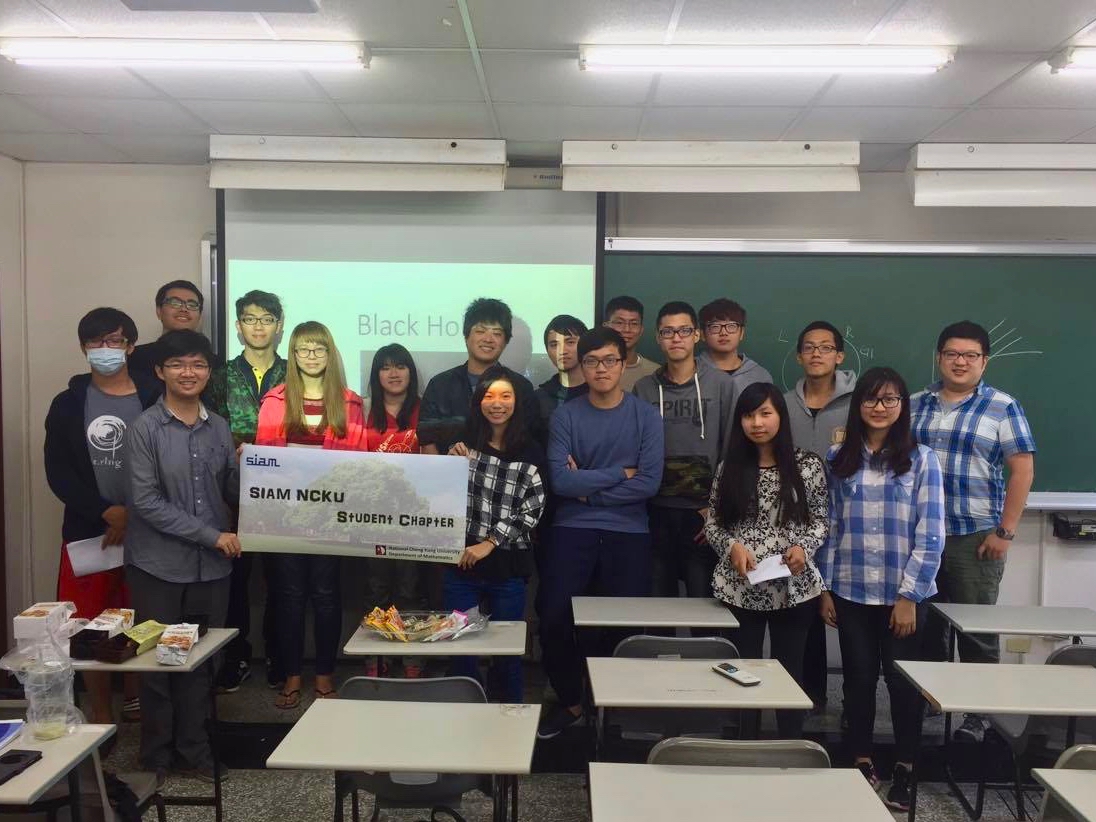 Black Ho
siam
SIAM NCKU
Student Chapter
National Cheng Kung University
Department of Mathematics
SPIRIT
L
R